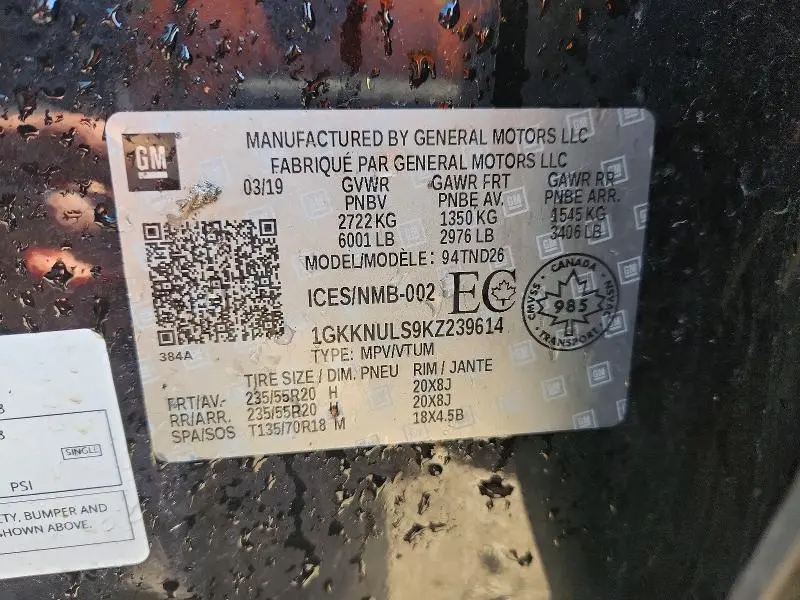 GM
MANUFACTURED BY GENERAL MOTORS LLC
FABRIQUÉ PAR GENERAL MOTORS LLC
03/19 GVWR GAWR FRT GAWR RR
PNBV PNBE AV. PNBE ARR.
2722 KG 1350 KG 1545 KG
6001 LB 2976 LB 3406 LB
MODEL/MODÈLE: 94TND26
ICES/NMB-002 EC
CANADA
CMVSS NSVAC
985
TRANSPORT
1GKKNULS9KZ239614
384A
TYPE: MPV/VTUM
TIRE SIZE / DIM. PNEU RIM / JANTE
FRT/AV.- 235/55R20 H 20X8J
RR/ARR. 235/55R20 H 20X8J
SPA/SOS T135/70R18 M 18X4.5B
SINGLE
PSI
BUMPER AND
SHOWN ABOVE.